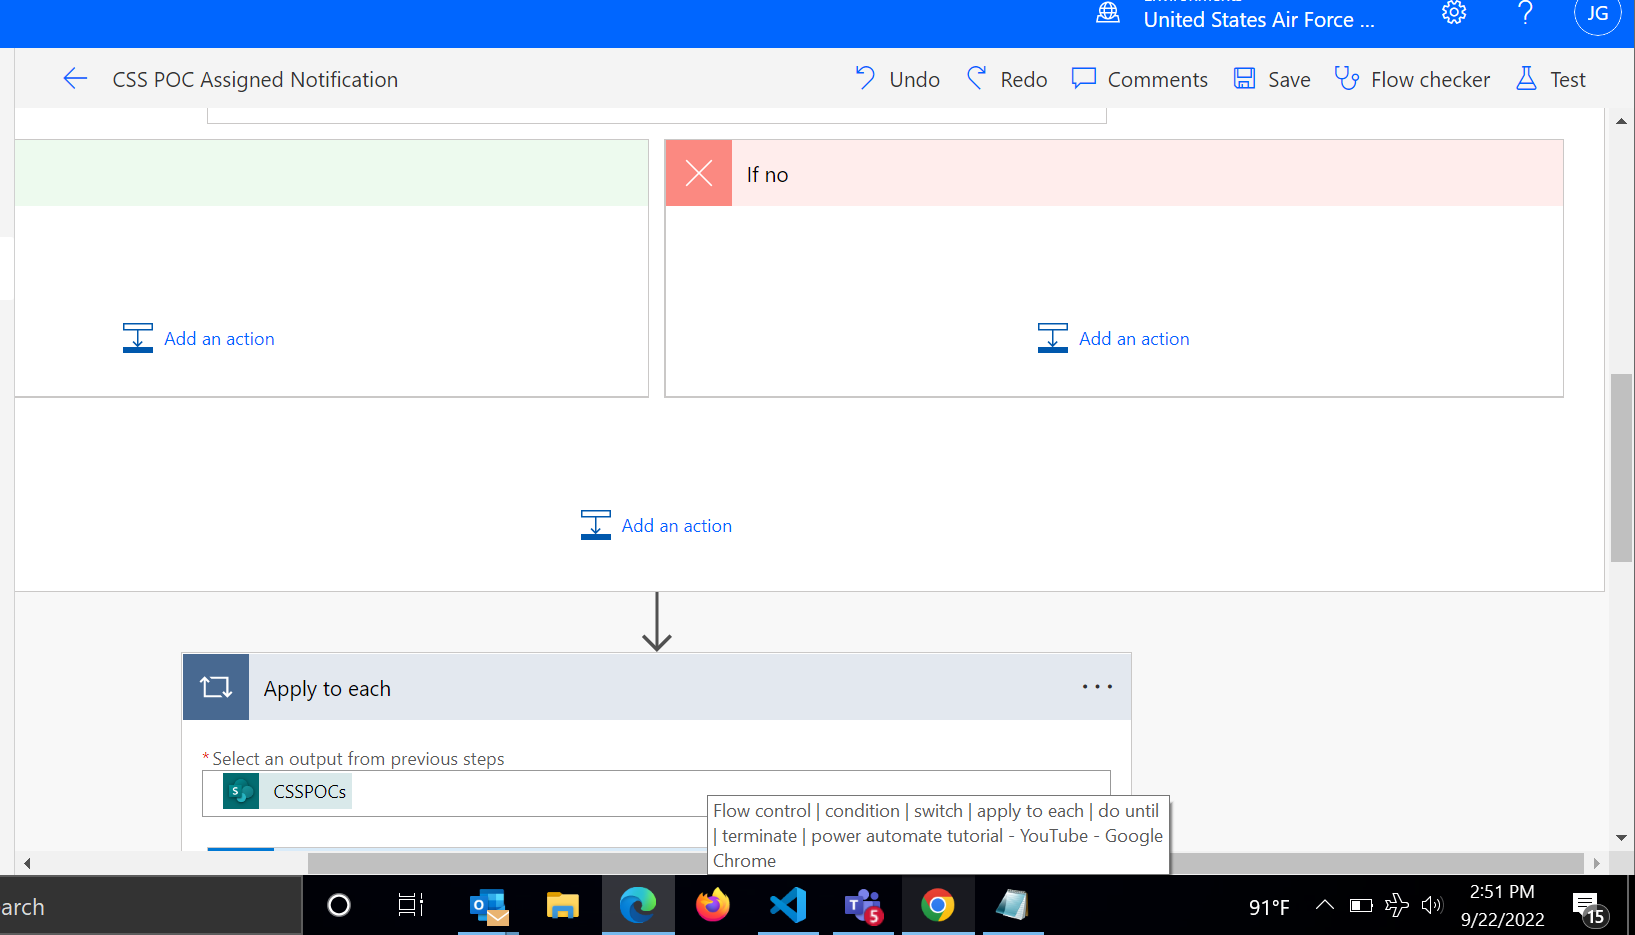 United States Air Force ...
JG
CSS POC Assigned Notification
Undo
Redo
Comments
Save
Flow checker
Test
If no
Add an action
Add an action
Add an action
Apply to each
*Select an output from previous steps
CSSPOCs
Flow control | condition | switch | apply to each | do until
| terminate | power automate tutorial - YouTube - Google
Chrome
arch
5
91°F
2:51 PM
9/22/2022
15